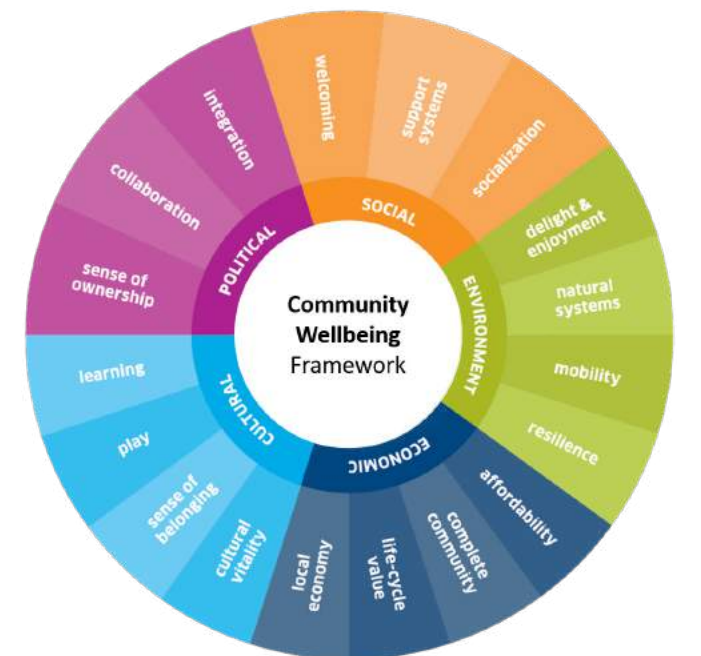 Community
Wellbeing
Framework
SOCIAL
welcoming
support
systems
socialization
ENVIRONMENT
delight &
enjoyment
natural
systems
mobility
resilience
ECONOMIC
affordability
complete
community
life-cycle
value
local
economy
CULTURAL
cultural
vitality
sense of
belonging
play
learning
POLITICAL
sense of
ownership
collaboration
integration